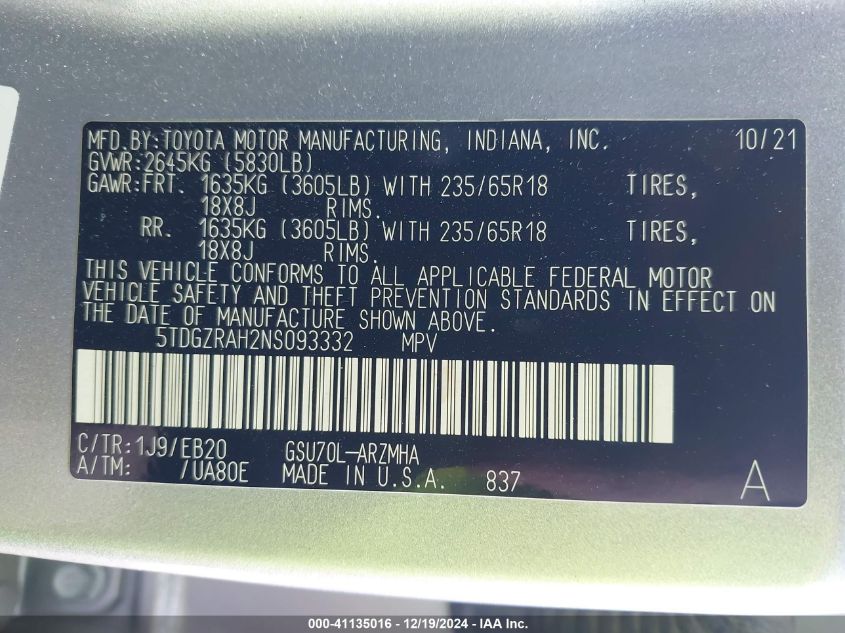 MFD.BY:TOYOTA MOTOR MANUFACTURING, INDIANA, INC. 10/21
GVWR:2645KG (5830LB)
GAWR:FRT. 1635KG (3605LB) WITH 235/65R18 TIRES,
18X8J RIMS.
RR. 1635KG (3605LB) WITH 235/65R18 TIRES,
18X8J RIMS.
THIS VEHICLE CONFORMS TO ALL APPLICABLE FEDERAL MOTOR
VEHICLE SAFETY AND THEFT PREVENTION STANDARDS IN EFFECT ON
THE DATE OF MANUFACTURE SHOWN ABOVE.
5TDGZRAH2NS093332 MPV
C/TR:1J9/EB20 GSU70L-ARZMHA
A/TM: /UA80E MADE IN U.S.A. 837 A
000-41135016 - 12/19/2024 - IAA Inc.